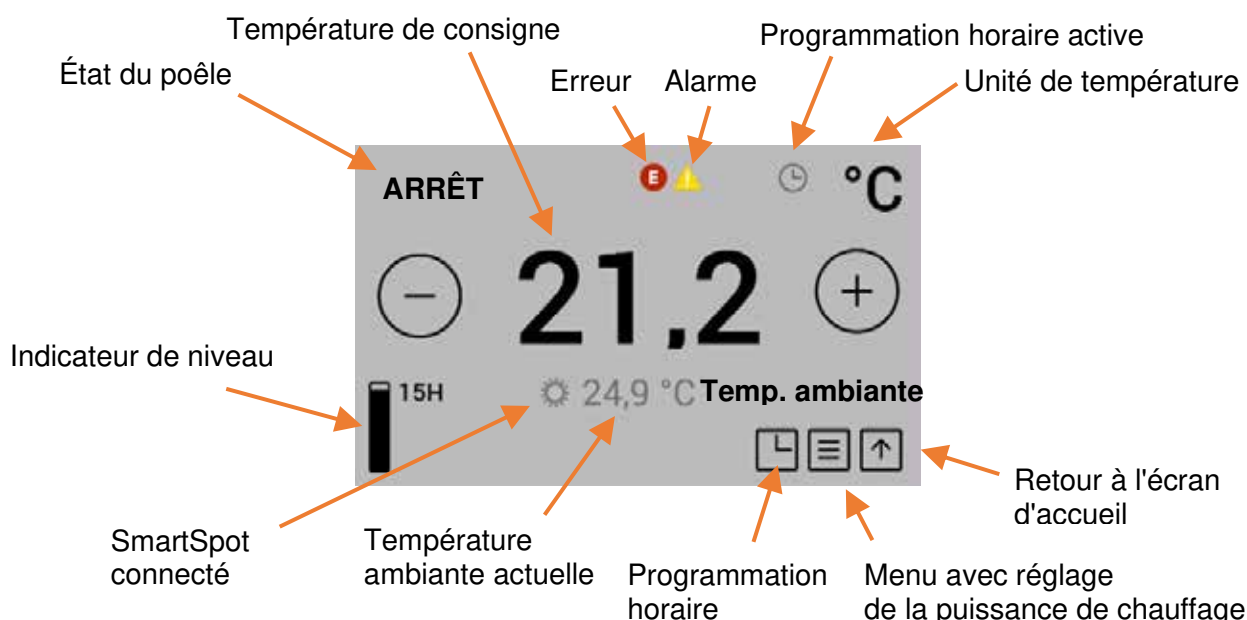 Température de consigne
Programmation horaire active
État du poêle
Erreur
Alarme
Unité de température
ARRÊT
E
°C
21,2
Indicateur de niveau
15H
24,9 °C
Temp. ambiante
Retour à l'écran
d'accueil
SmartSpot
connecté
Température
ambiante actuelle
Programmation
horaire
Menu avec réglage
de la puissance de chauffage